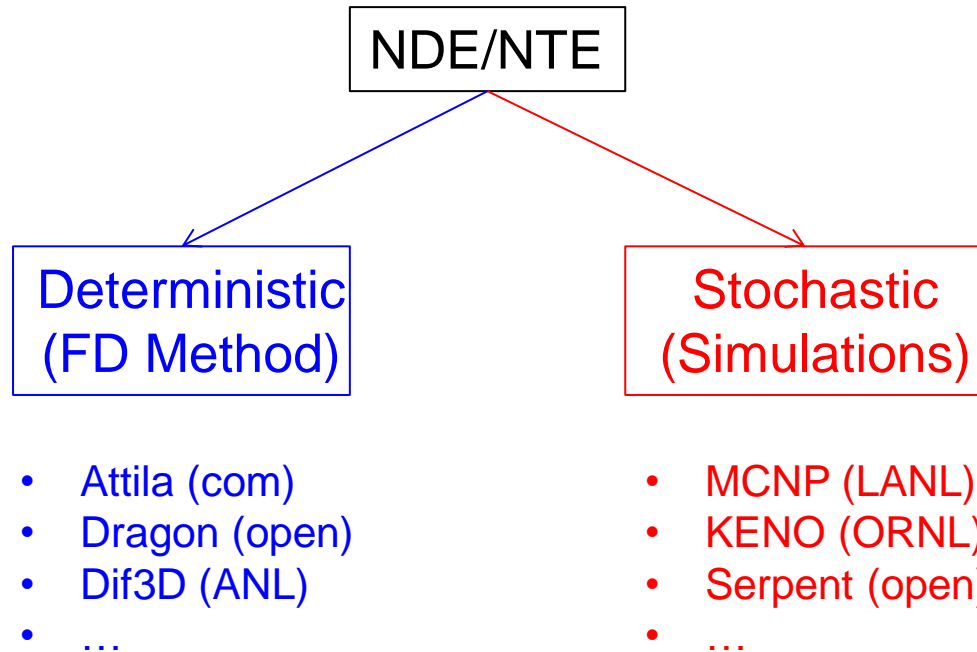 NDE/NTE
Deterministic
(FD Method)
• Attila (com)
• Dragon (open)
• Dif3D (ANL)
• ...
Stochastic
(Simulations)
• MCNP (LANL)
• KENO (ORNL)
• Serpent (open)
• ...